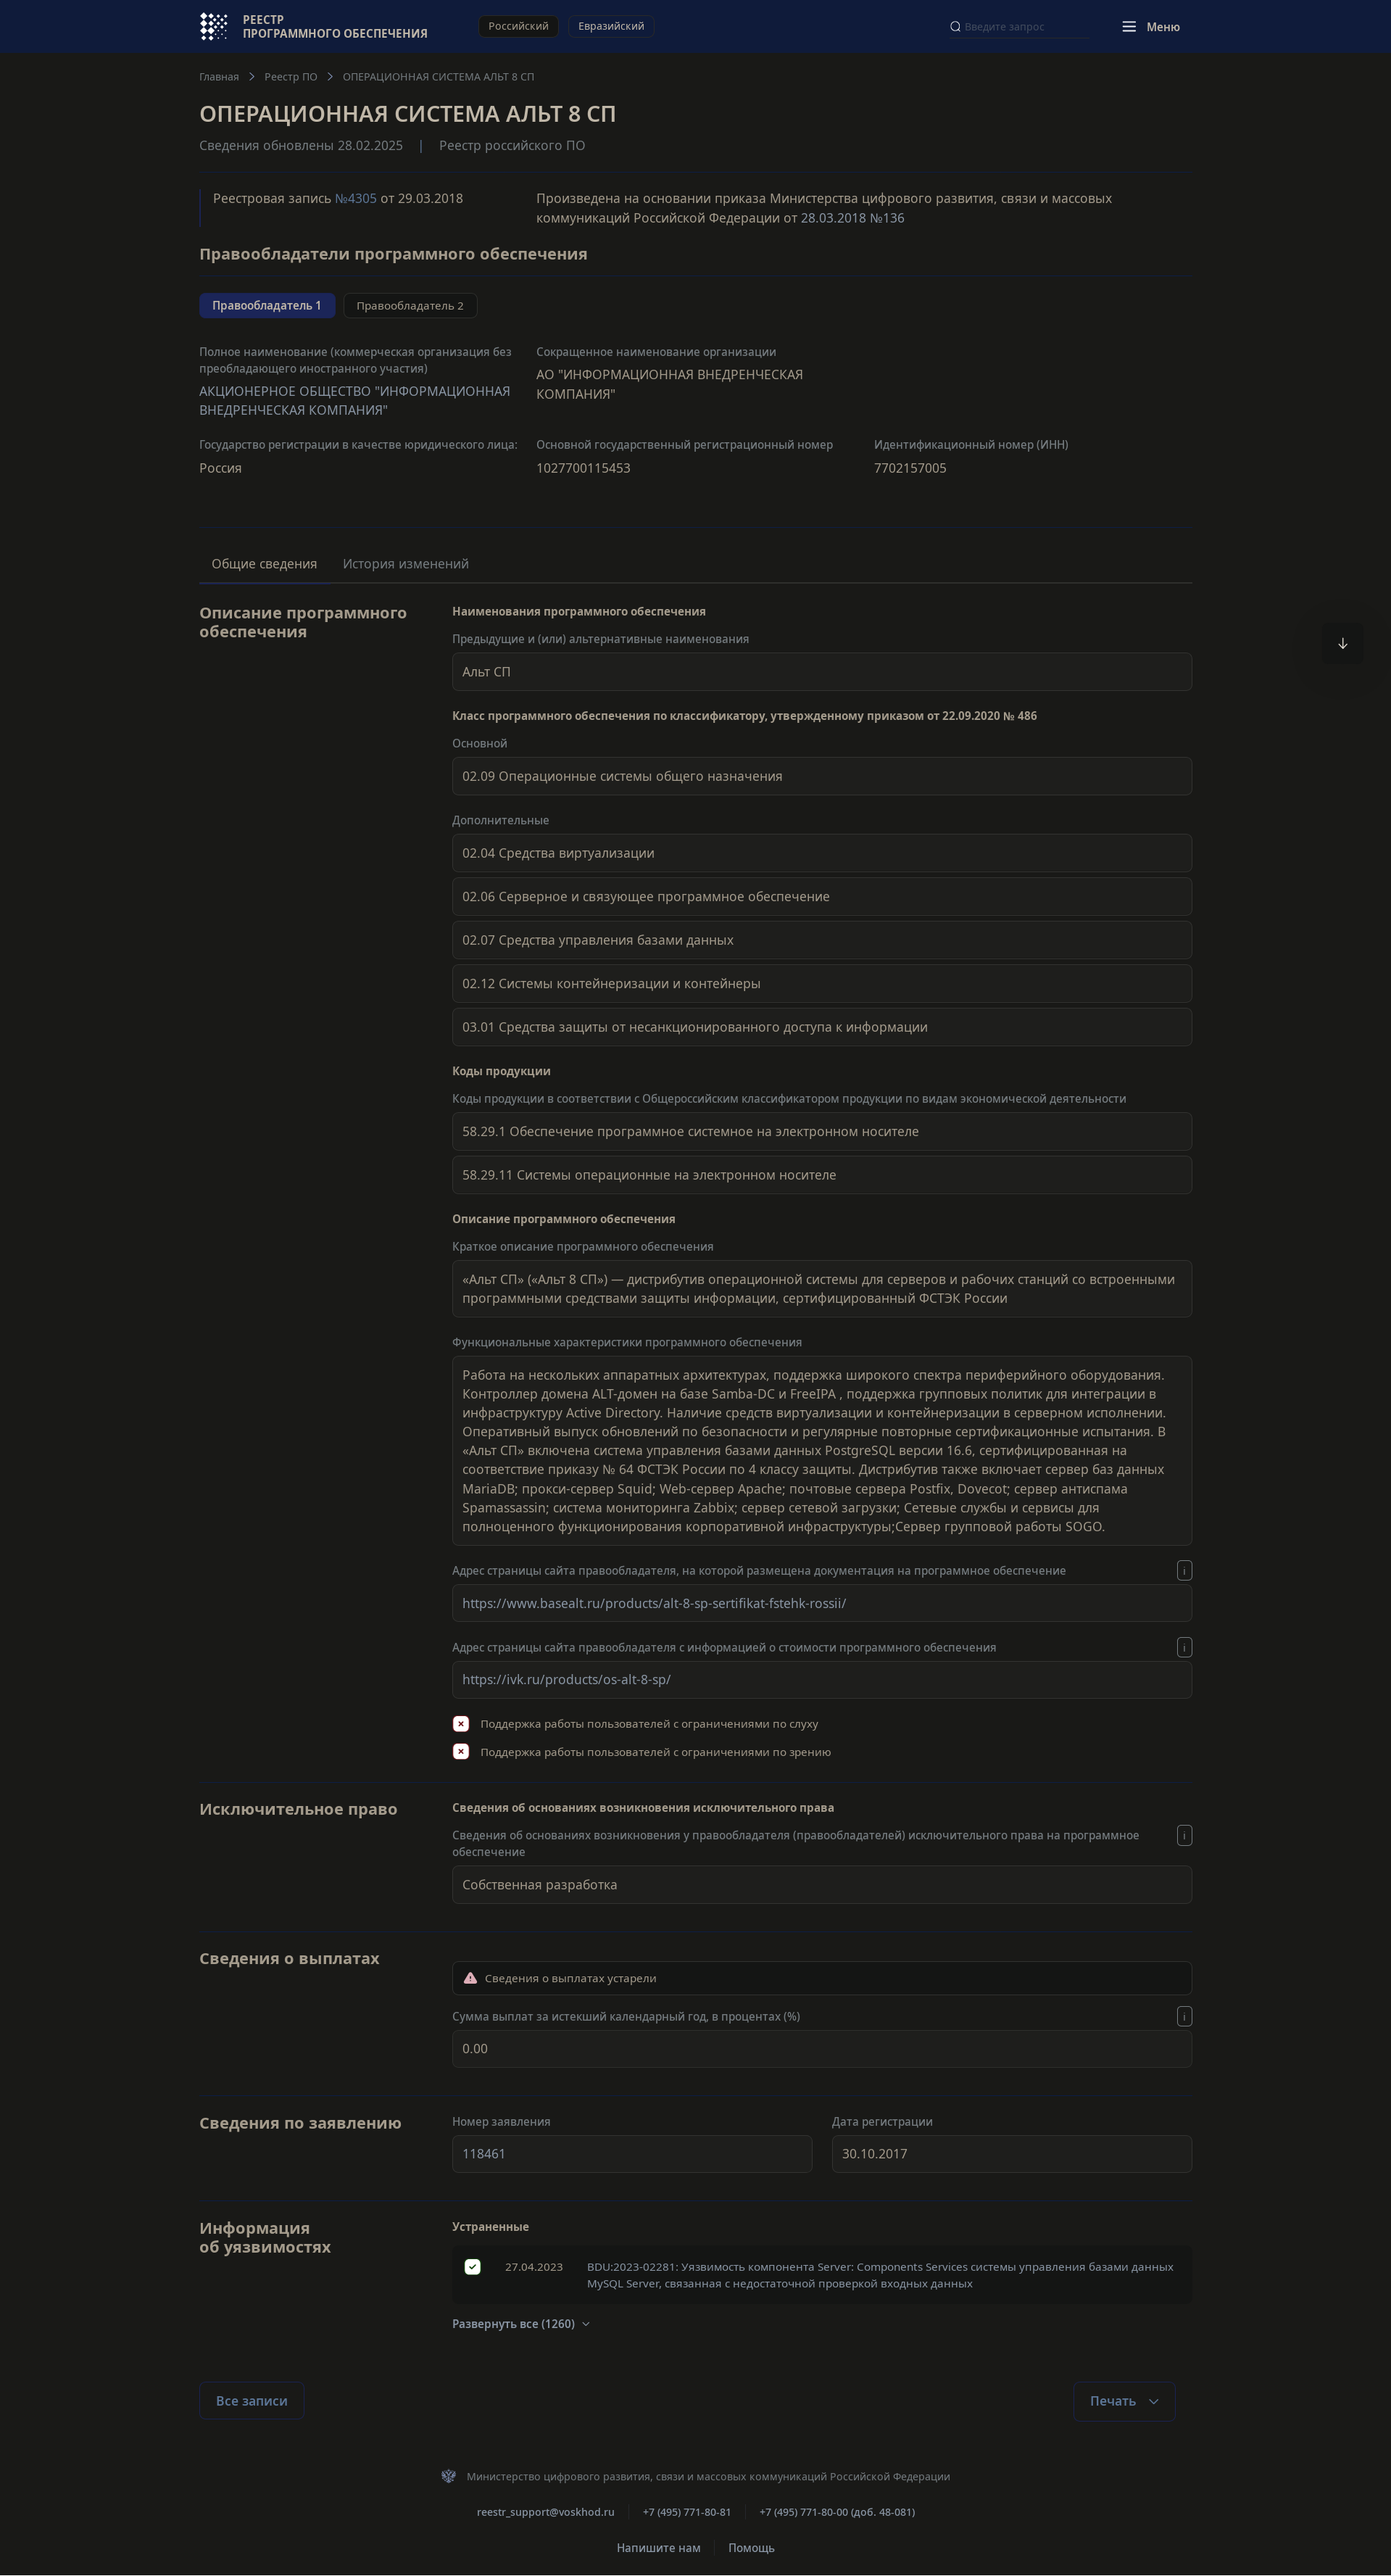 РЕЕСТР
ПРОГРАММНОГО ОБЕСПЕЧЕНИЯ
Российский
Евразийский
Введите запрос
Меню
Главная
Реестр ПО
ОПЕРАЦИОННАЯ СИСТЕМА АЛЬТ 8 СП
ОПЕРАЦИОННАЯ СИСТЕМА АЛЬТ 8 СП
Сведения обновлены 28.02.2025 | Реестр российского ПО
Реестровая запись №4305 от 29.03.2018
Произведена на основании приказа Министерства цифрового развития, связи и массовых
коммуникаций Российской Федерации от 28.03.2018 №136
Правообладатели программного обеспечения
Правообладатель 1
Правообладатель 2
Полное наименование (коммерческая организация без
преобладающего иностранного участия)
АКЦИОНЕРНОЕ ОБЩЕСТВО "ИНФОРМАЦИОННАЯ
ВНЕДРЕНЧЕСКАЯ КОМПАНИЯ"
Сокращенное наименование организации
АО "ИНФОРМАЦИОННАЯ ВНЕДРЕНЧЕСКАЯ
КОМПАНИЯ"
Государство регистрации в качестве юридического лица:
Россия
Основной государственный регистрационный номер
1027700115453
Идентификационный номер (ИНН)
7702157005
Общие сведения
История изменений
Описание программного
обеспечения
Наименования программного обеспечения
Предыдущие и (или) альтернативные наименования
Альт СП
Класс программного обеспечения по классификатору, утвержденному приказом от 22.09.2020 № 486
Основной
02.09 Операционные системы общего назначения
Дополнительные
02.04 Средства виртуализации
02.06 Серверное и связующее программное обеспечение
02.07 Средства управления базами данных
02.12 Системы контейнеризации и контейнеры
03.01 Средства защиты от несанкционированного доступа к информации
Коды продукции
Коды продукции в соответствии с Общероссийским классификатором продукции по видам экономической деятельности
58.29.1 Обеспечение программное системное на электронном носителе
58.29.11 Системы операционные на электронном носителе
Описание программного обеспечения
Краткое описание программного обеспечения
«Альт СП» («Альт 8 СП») — дистрибутив операционной системы для серверов и рабочих станций со встроенными
программными средствами защиты информации, сертифицированный ФСТЭК России
Функциональные характеристики программного обеспечения
Работа на нескольких аппаратных архитектурах, поддержка широкого спектра периферийного оборудования.
Контроллер домена ALT-домен на базе Samba-DC и FreeIPA , поддержка групповых политик для интеграции в
инфраструктуру Active Directory. Наличие средств виртуализации и контейнеризации в серверном исполнении.
Оперативный выпуск обновлений по безопасности и регулярные повторные сертификационные испытания. В
«Альт СП» включена система управления базами данных PostgreSQL версии 16.6, сертифицированная на
соответствие приказу № 64 ФСТЭК России по 4 классу защиты. Дистрибутив также включает сервер баз данных
MariaDB; прокси-сервер Squid; Web-сервер Apache; почтовые сервера Postfix, Dovecot; сервер антиспама
Spamassassin; система мониторинга Zabbix; сервер сетевой загрузки; Сетевые службы и сервисы для
полноценного функционирования корпоративной инфраструктуры;Сервер групповой работы SOGO.
Адрес страницы сайта правообладателя, на которой размещена документация на программное обеспечение
i
https://www.basealt.ru/products/alt-8-sp-sertifikat-fstehk-rossii/
Адрес страницы сайта правообладателя с информацией о стоимости программного обеспечения
i
https://ivk.ru/products/os-alt-8-sp/
Поддержка работы пользователей с ограничениями по слуху
Поддержка работы пользователей с ограничениями по зрению
Исключительное право
Сведения об основаниях возникновения исключительного права
Сведения об основаниях возникновения у правообладателя (правообладателей) исключительного права на программное
обеспечение
i
Собственная разработка
Сведения о выплатах
Сведения о выплатах устарели
Сумма выплат за истекший календарный год, в процентах (%)
i
0.00
Сведения по заявлению
Номер заявления
118461
Дата регистрации
30.10.2017
Информация
об уязвимостях
Устраненные
27.04.2023
BDU:2023-02281: Уязвимость компонента Server: Components Services системы управления базами данных
MySQL Server, связанная с недостаточной проверкой входных данных
Развернуть все (1260)
Все записи
Печать
Министерство цифрового развития, связи и массовых коммуникаций Российской Федерации
reestr_support@voskhod.ru
+7 (495) 771-80-81
+7 (495) 771-80-00 (доб. 48-081)
Напишите нам
Помощь